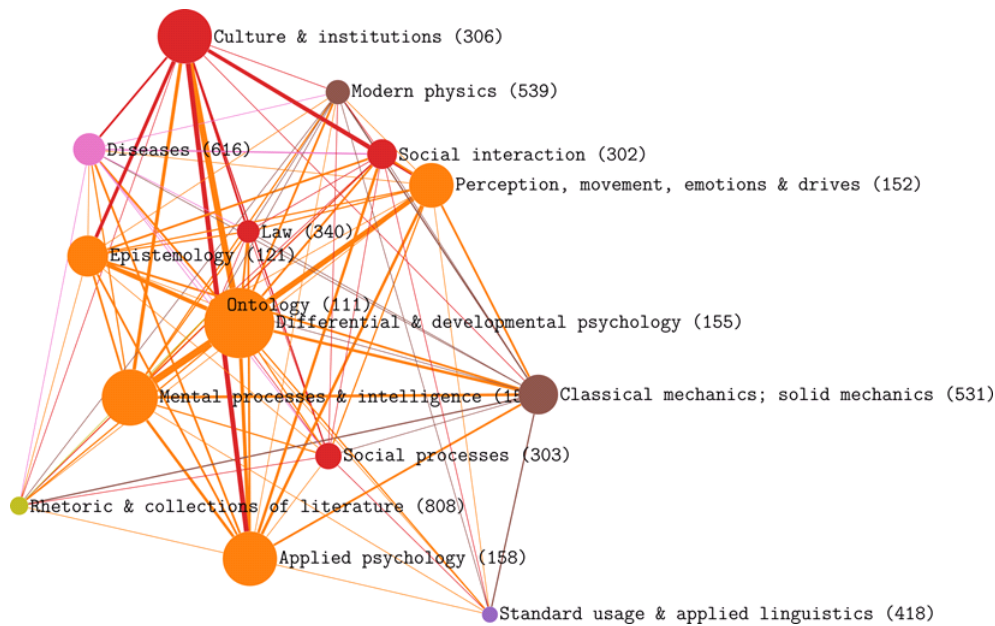 Culture & institutions (306)
Modern physics (539)
Diseases (616)
Social interaction (302)
Perception, movement, emotions & drives (152)
Law (340)
Epistemology (121)
Ontology (111)
Differential & developmental psychology (155)
Mental processes & intelligence
Classical mechanics; solid mechanics (531)
Social processes (303)
Rhetoric & collections of literature (808)
Applied psychology (158)
Standard usage & applied linguistics (418)